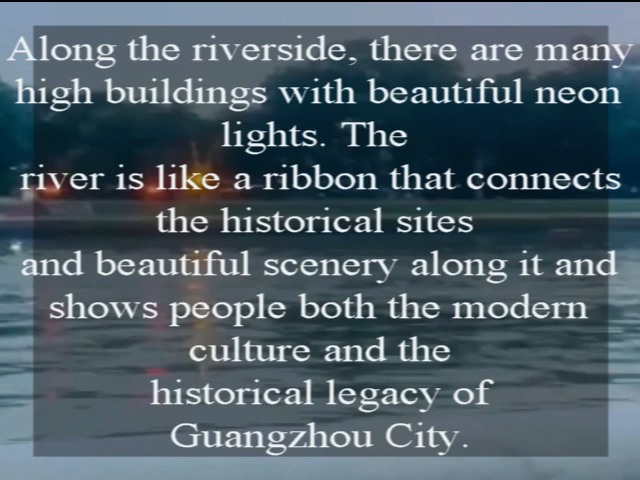 Along the riverside, there are many
high buildings with beautiful neon
lights. The
river is like a ribbon that connects
the historical sites
and beautiful scenery along it and
shows people both the modern
culture and the
historical legacy of
Guangzhou City.